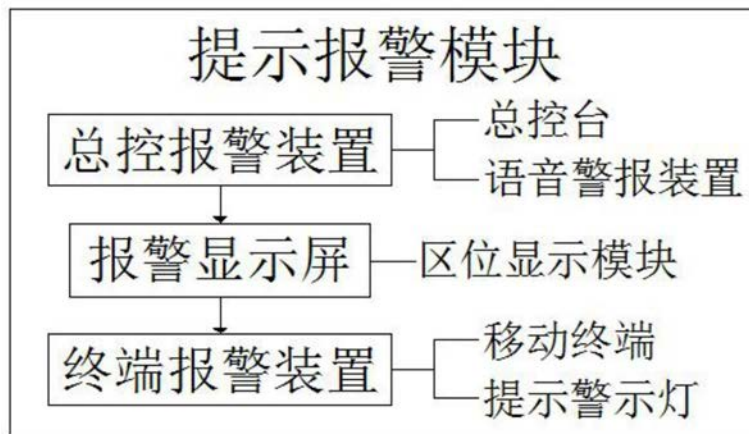 提示报警模块
总控报警装置
总控台
语音警报装置
报警显示屏
区位显示模块
终端报警装置
移动终端
提示警示灯